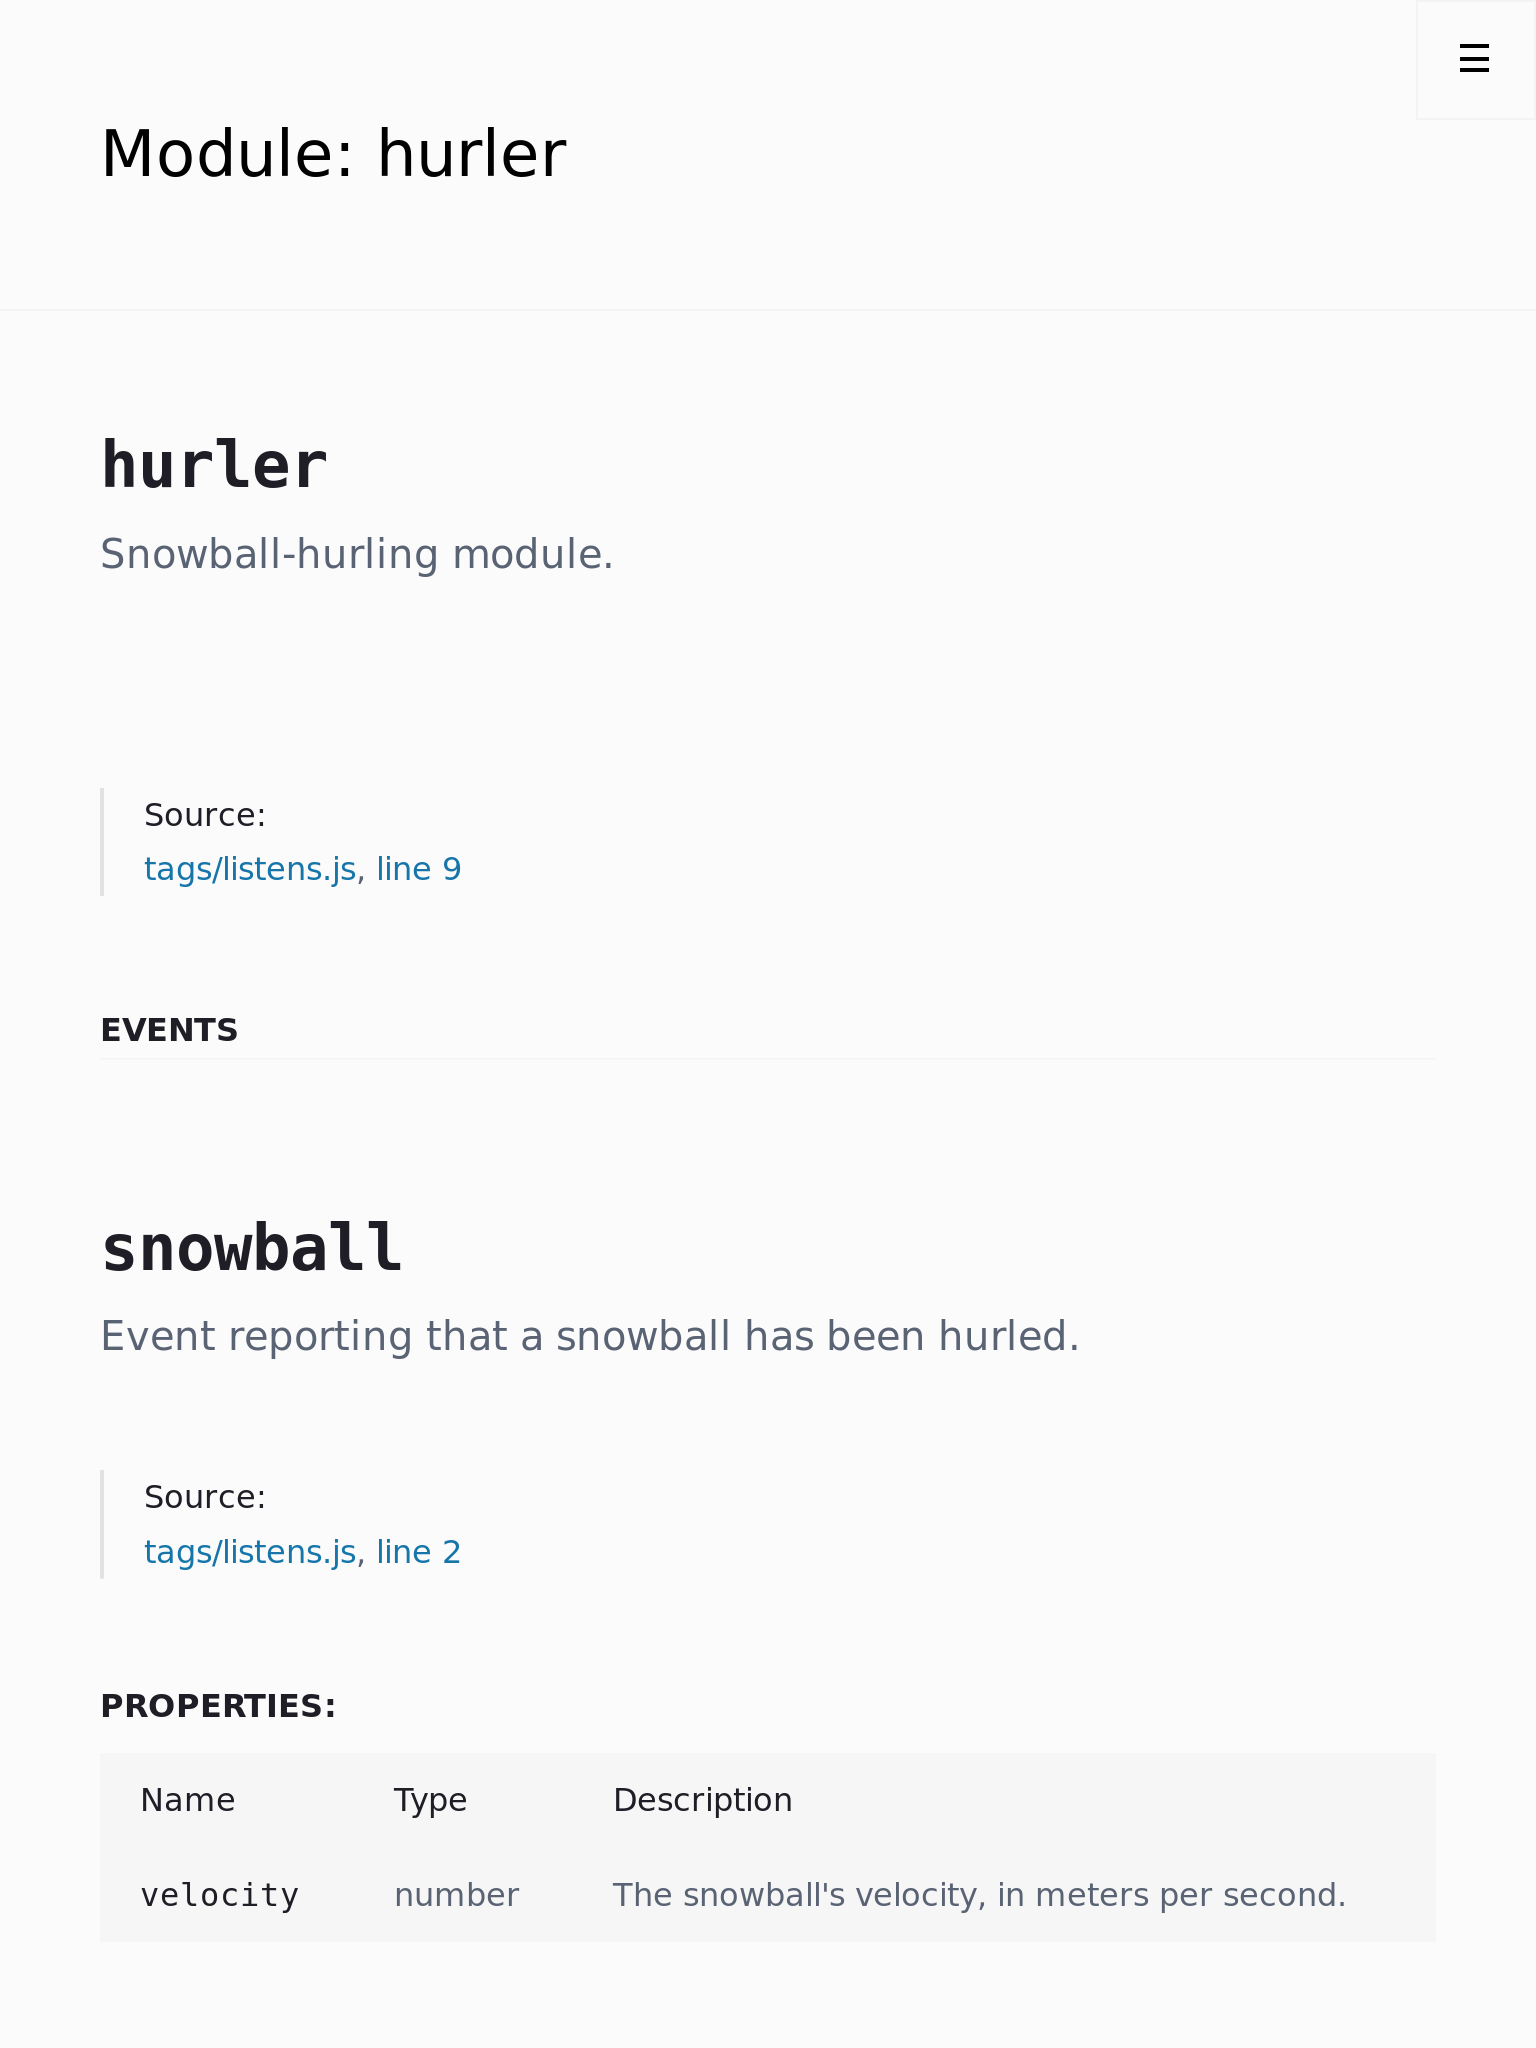 Module: hurler
hurler
Snowball-hurling module.
Source:
tags/listens.js, line 9
EVENTS
snowball
Event reporting that a snowball has been hurled.
Source:
tags/listens.js, line 2
PROPERTIES:
Name Type Description
velocity number The snowball's velocity, in meters per second.